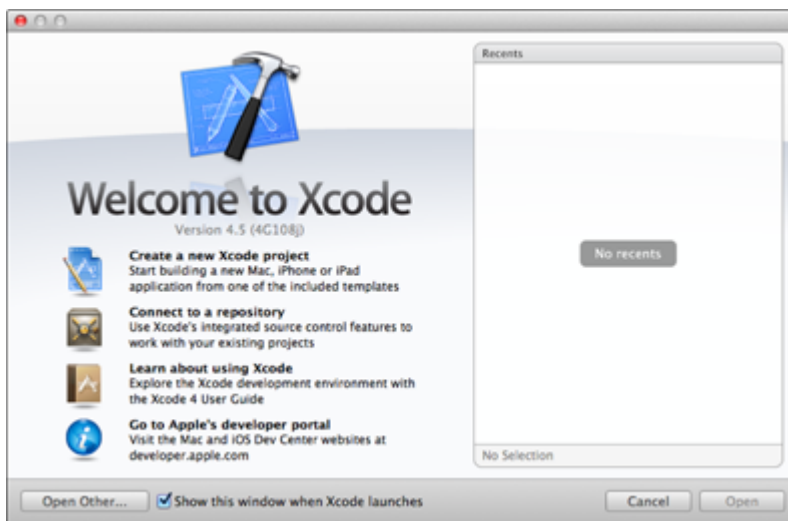 Welcome to Xcode
Version 4.5 (4G108j)
Create a new Xcode project
Start building a new Mac, iPhone or iPad
application from one of the included templates
Connect to a repository
Use Xcode's integrated source control features to
work with your existing projects
Learn about using Xcode
Explore the Xcode development environment with
the Xcode 4 User Guide
Go to Apple's developer portal
Visit the Mac and iOS Dev Center websites at
developer.apple.com
Recents
No recents
No Selection
Open Other...
Show this window when Xcode launches
Cancel
Open